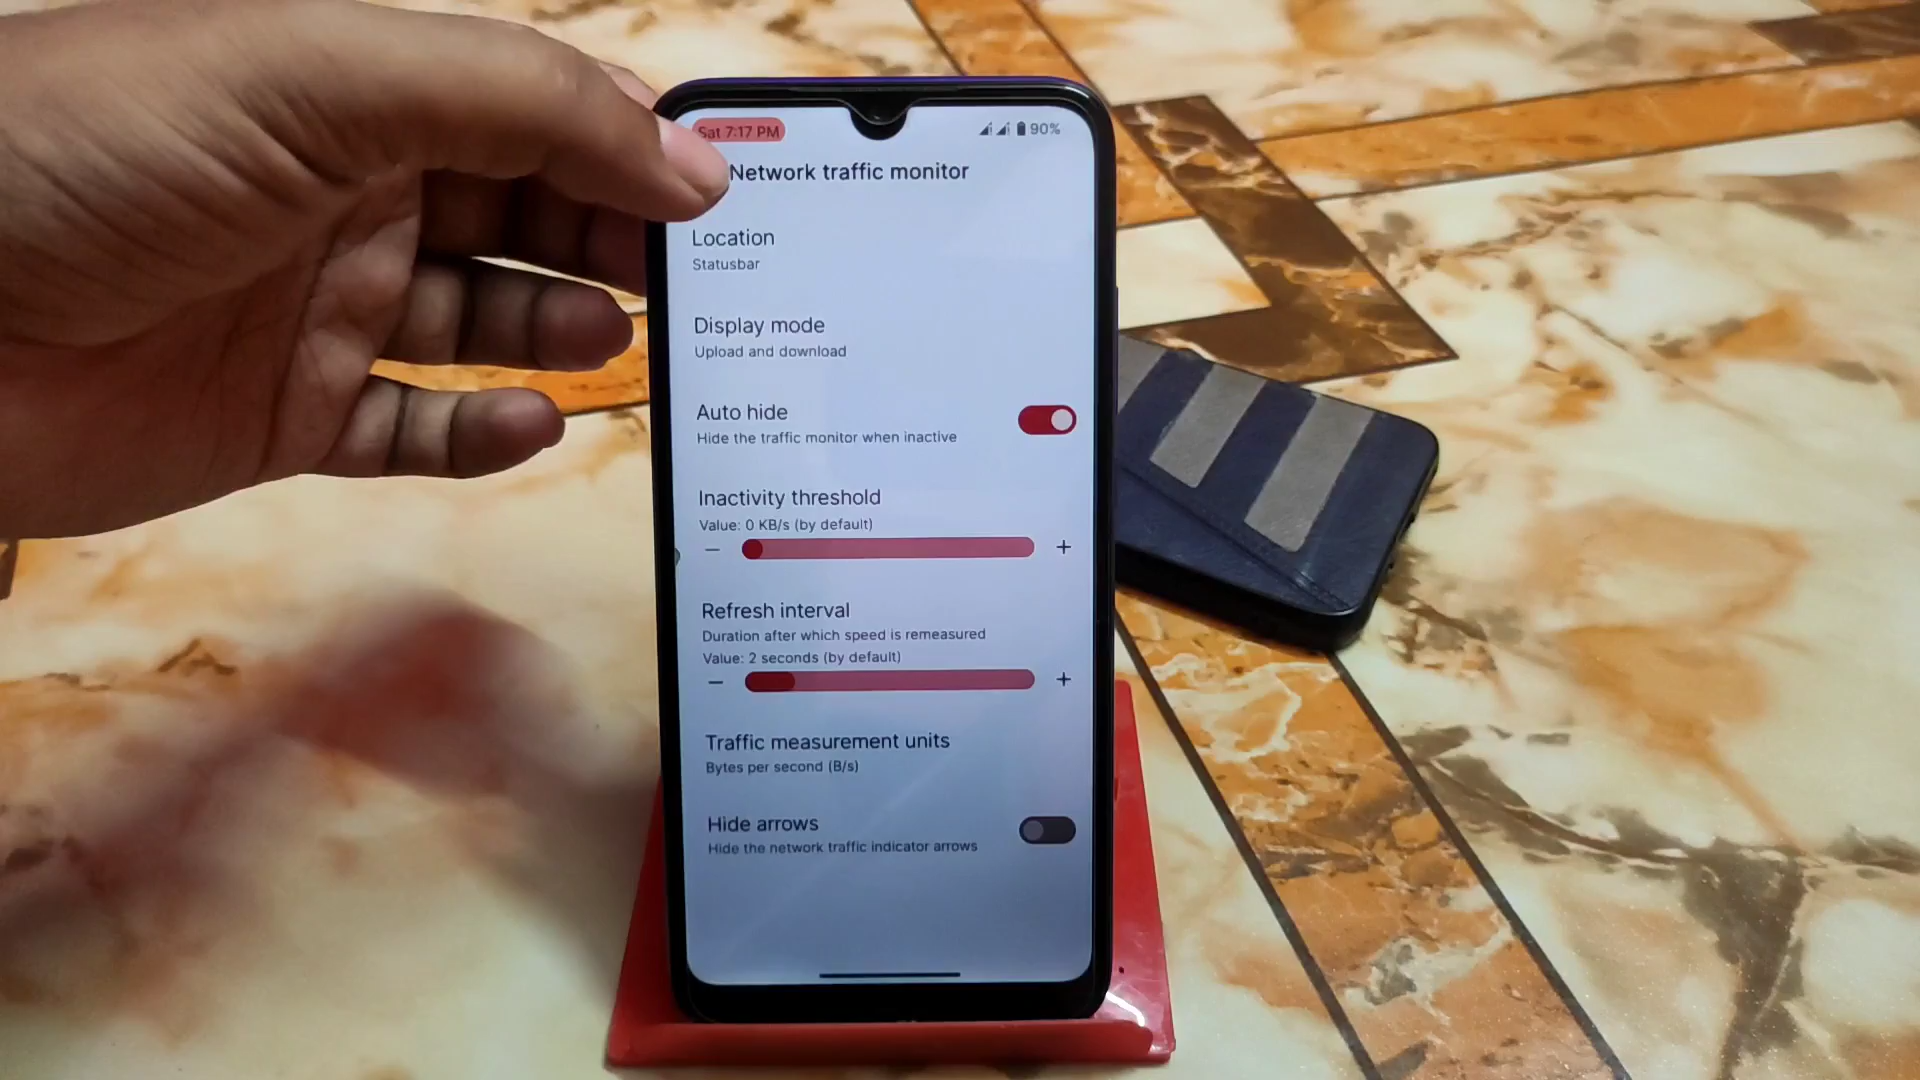 Sat 7:17 PM
90%
Network traffic monitor
Location
Statusbar
Display mode
Upload and download
Auto hide
Hide the traffic monitor when inactive
Inactivity threshold
Value: 0 KB/s (by default)
− +
Refresh interval
Duration after which speed is remeasured
Value: 2 seconds (by default)
− +
Traffic measurement units
Bytes per second (B/s)
Hide arrows
Hide the network traffic indicator arrows